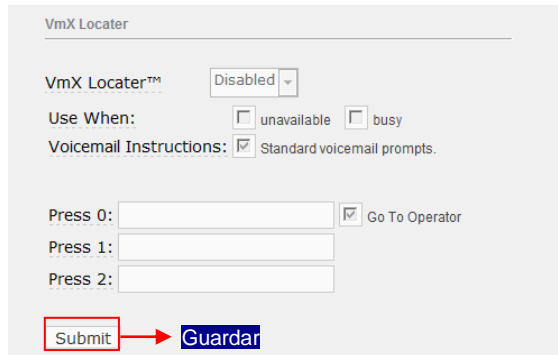 VmX Locater
VmX Locater™ Disabled
Use When: unavailable busy
Voicemail Instructions: Standard voicemail prompts.
Press 0: Go To Operator
Press 1:
Press 2:
Submit Guardar